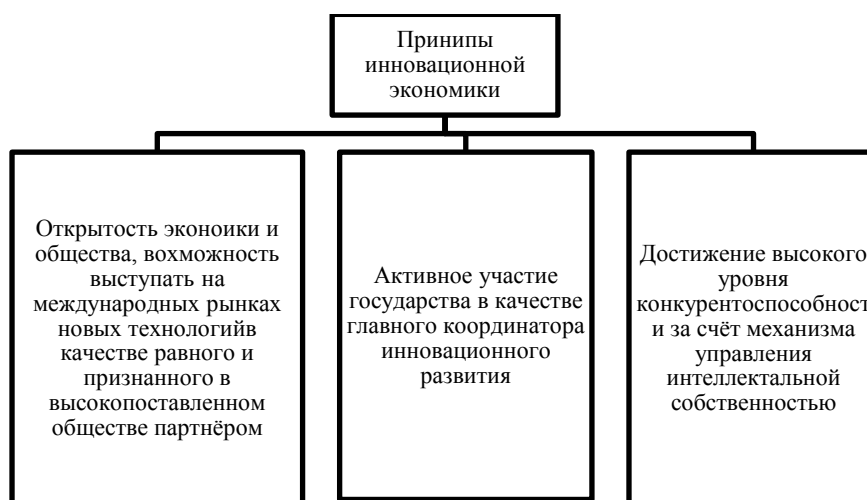 Принипы
инновационной
экономики
Открытость эконоики и
общества, вохможность
выступать на
международных рынках
новых технологийв
качестве равного и
признанного в
высокопоставленном
обществе партнёром
Активное участие
государства в качестве
главного координатора
инновационного
развития
Достижение высокого
уровня
конкурентоспособност
и за счёт механизма
управления
интеллектальной
собственностью